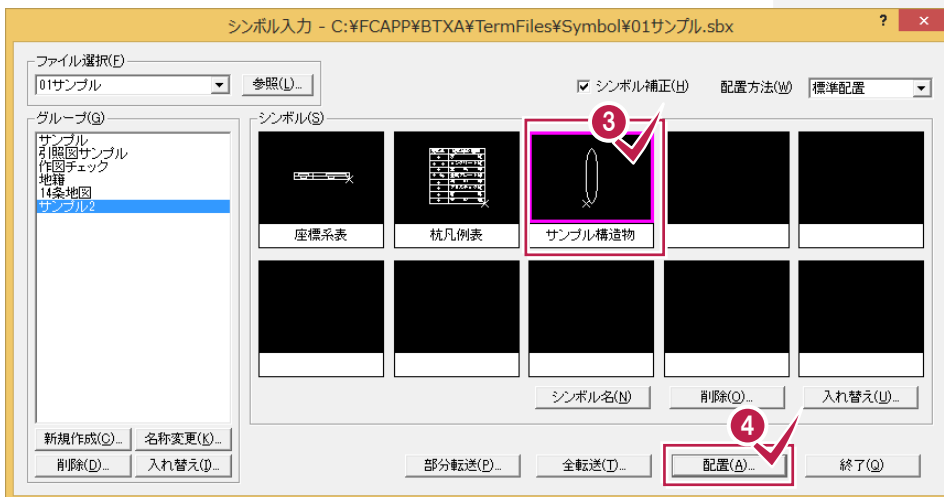 シンボル入力 - C:¥FCAPP¥BTXA¥TermFiles¥Symbol¥01サンプル.sbx
? ×
ファイル選択(F)
01サンプル
参照(L)...
シンボル補正(H)
配置方法(W)
標準配置
グループ(G)
サンプル
引照図サンプル
作図チェック
地籍
14条地図
サンプル2
シンボル(S)
3
座標系表
杭凡例表
サンプル構造物
シンボル名(N)
削除(O)...
入れ替え(U)...
新規作成(C)...
名称変更(K)...
削除(D)...
入れ替え(I)...
4
部分転送(P)...
全転送(T)...
配置(A)...
終了(Q)